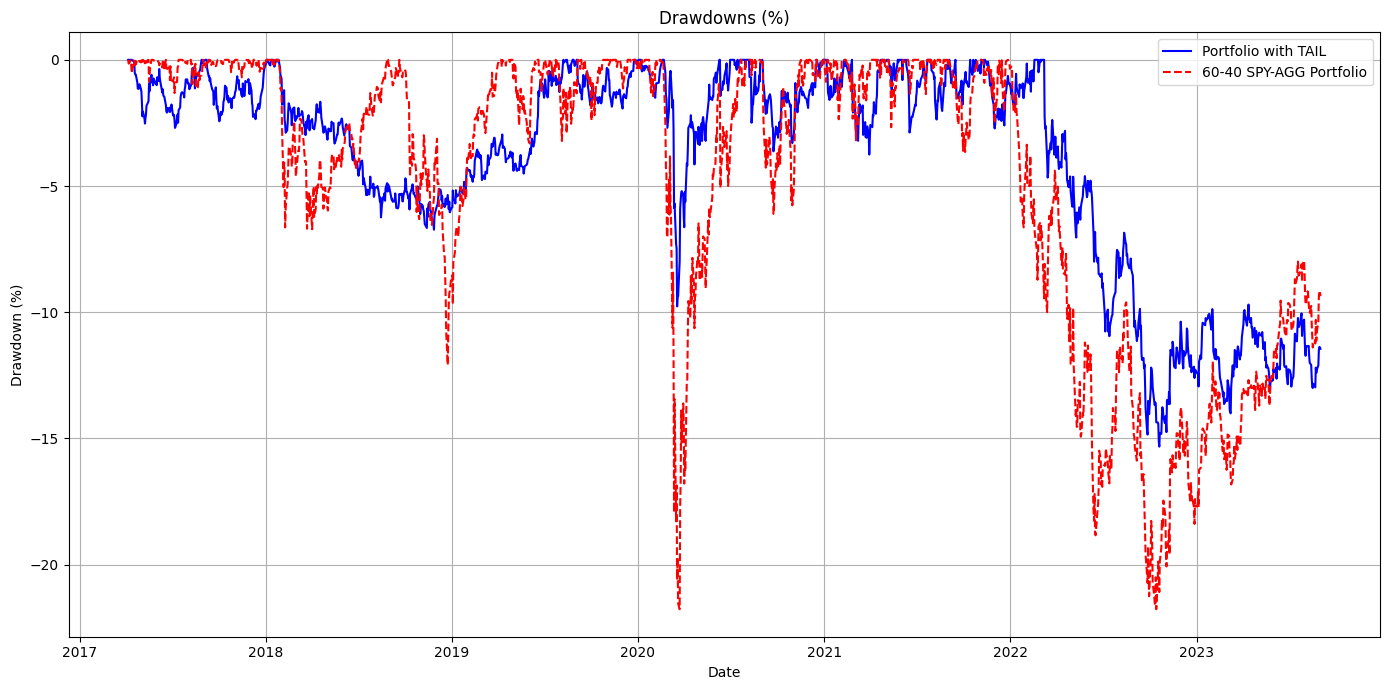 Drawdowns (%)
Portfolio with TAIL
60-40 SPY-AGG Portfolio
Drawdown (%)
0
−5
−10
−15
−20
2017
2018
2019
2020
2021
2022
2023
Date